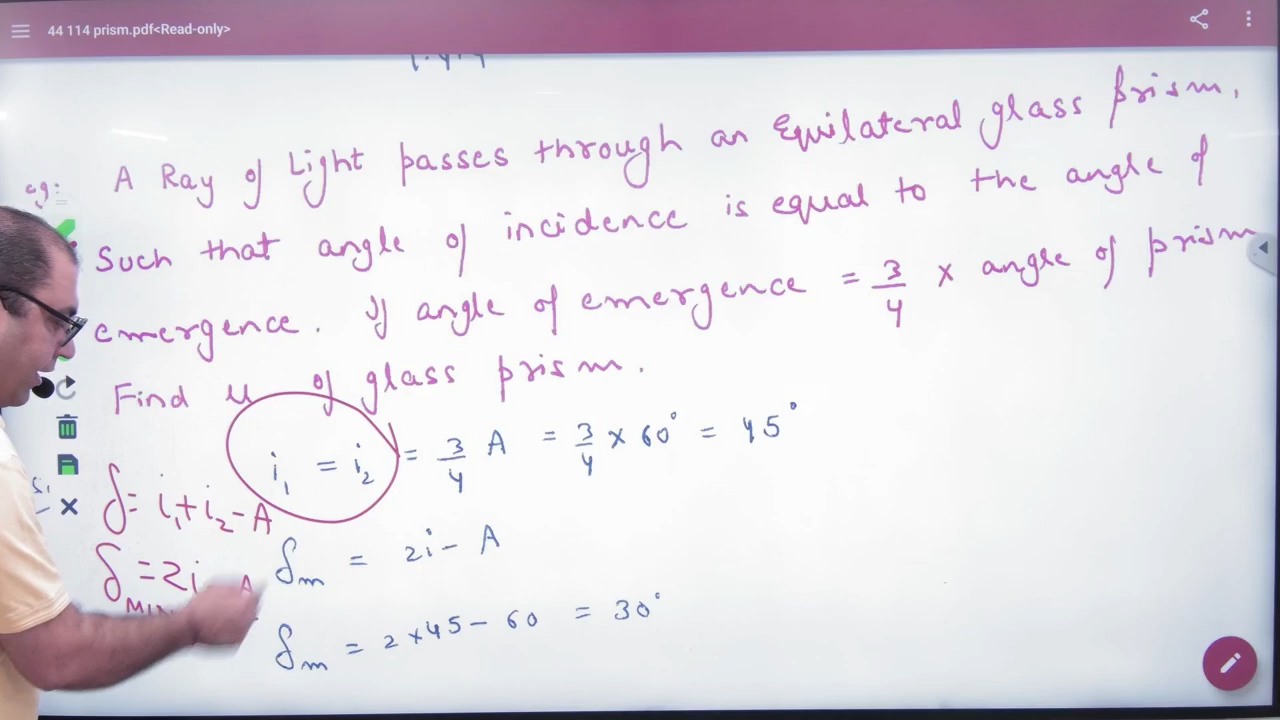 44 114 prism.pdf<Read-only>
eg: A Ray of Light passes through an Equilateral glass prism,
Such that angle of incidence is equal to the angle of
emergence. If angle of emergence = 3/4 × angle of prism
Find μ of glass prism.
i₁ = i₂ = 3/4 A = 3/4 × 60° = 45°
δ = i₁+i₂-A
δm = 2i - A
δMIN = 2i - A
δm = 2×45 - 60 = 30°